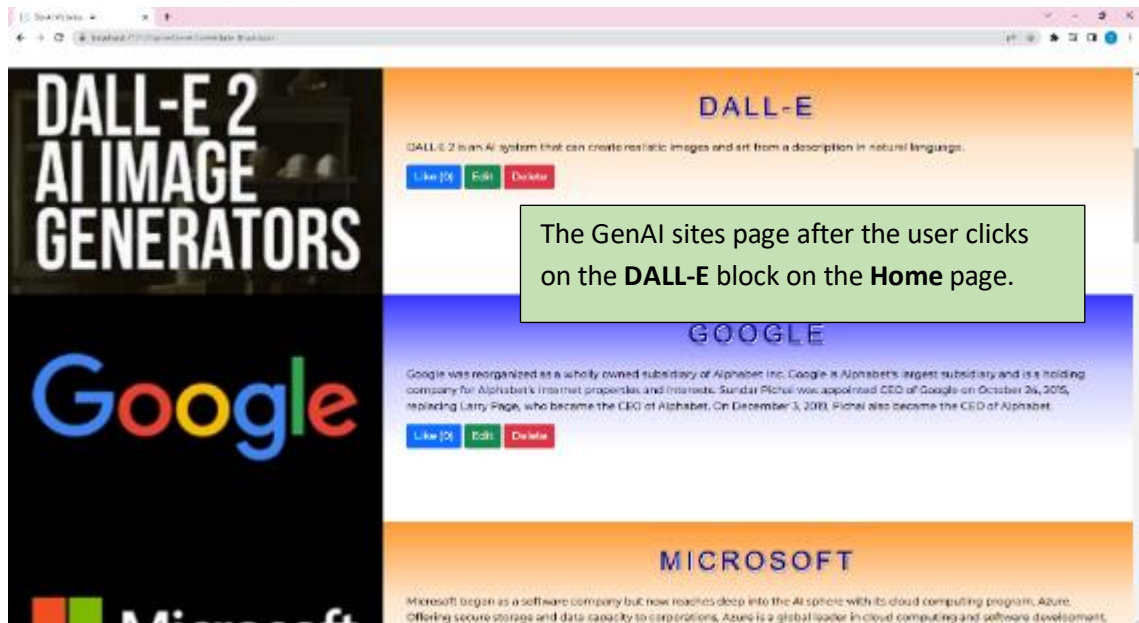 DALL-E 2
AI IMAGE
GENERATORS
DALL-E
DALL-E 2 is an AI system that can create realistic images and art from a description in natural language.
Like (0) Edit Delete
The GenAI sites page after the user clicks
on the DALL-E block on the Home page.
Google
GOOGLE
Google was reorganized as a wholly owned subsidiary of Alphabet Inc. Google is Alphabet's largest subsidiary and is a holding
company for Alphabet's Internet properties and interests. Sundar Pichai was appointed CEO of Google on October 24, 2015,
replacing Larry Page, who became the CEO of Alphabet. On December 3, 2019, Pichai also became the CEO of Alphabet.
Like (0) Edit Delete
Microsoft
MICROSOFT
Microsoft began as a software company but now reaches deep into the AI sphere with its cloud computing program, Azure.
Offering secure storage and data capacity to corporations, Azure is a global leader in cloud computing and software development,